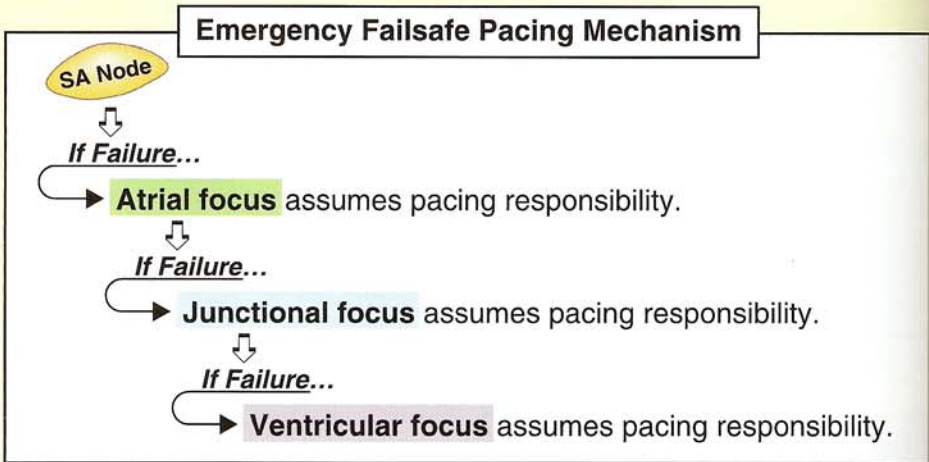 Emergency Failsafe Pacing Mechanism
SA Node
If Failure...
Atrial focus assumes pacing responsibility.
If Failure...
Junctional focus assumes pacing responsibility.
If Failure...
Ventricular focus assumes pacing responsibility.